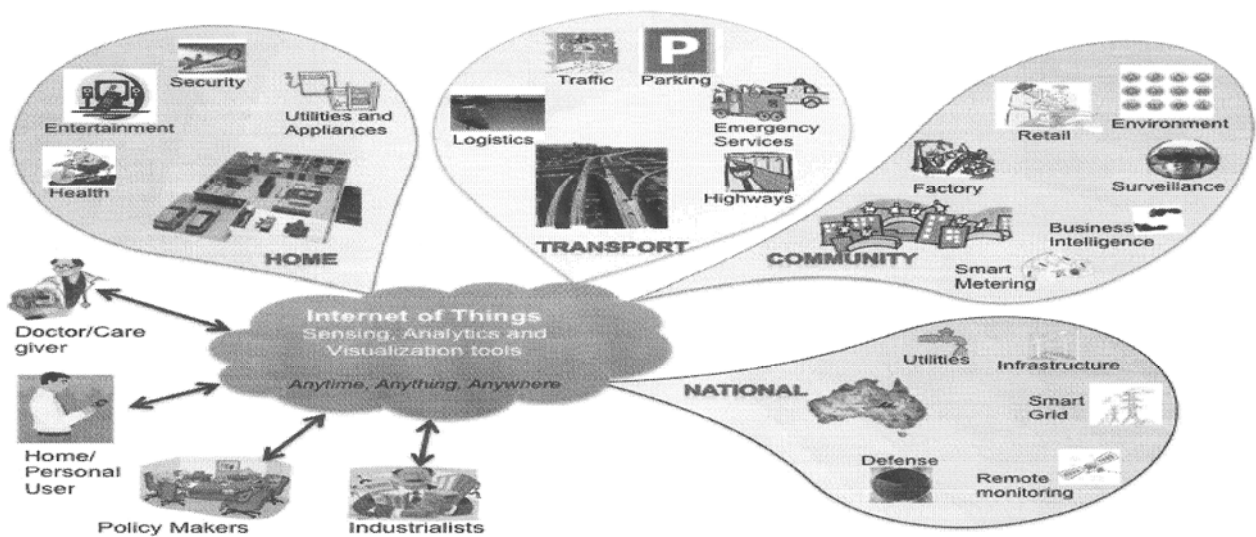 Security
Entertainment
Utilities and
Appliances
Health
HOME
P
Traffic
Parking
Logistics
Emergency
Services
Highways
TRANSPORT
Retail
Environment
Factory
Surveillance
Business
Intelligence
COMMUNITY
Smart
Metering
Internet of Things
Sensing, Analytics and
Visualization tools
Anytime, Anything, Anywhere
Doctor/Care
giver
Home/
Personal
User
Policy Makers
Industrialists
NATIONAL
Utilities
Infrastructure
Smart
Grid
Defense
Remote
monitoring